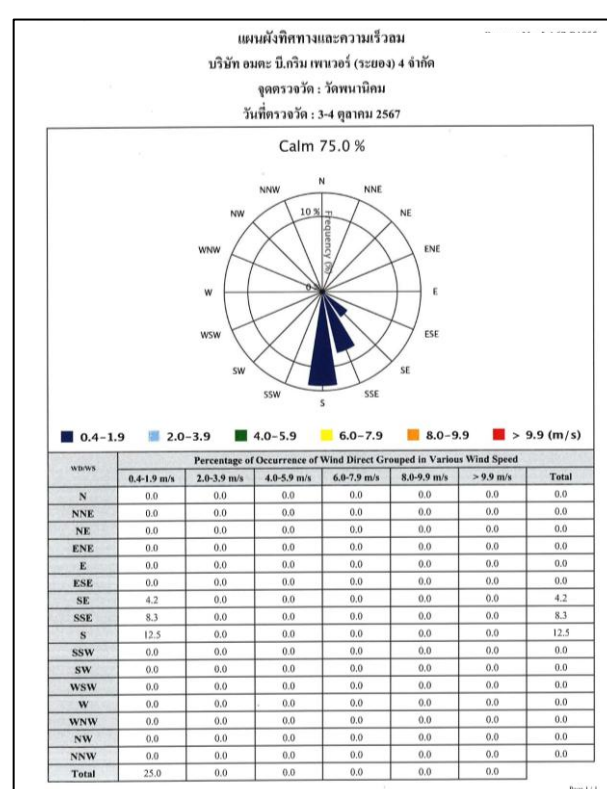 แผนผังทิศทางและความเร็วลม
บริษัท อมตะ บี.กริม เพาเวอร์ (ระยอง) 4 จำกัด
จุดตรวจวัด : วัดพนานิคม
วันที่ตรวจวัด : 3-4 ตุลาคม 2567
Calm 75.0 %
N
NNW NNE
NW 10 % NE
WNW Frequency (%) ENE
W 0 % E
WSW ESE
SW SE
SSW SSE
S
0.4-1.9 2.0-3.9 4.0-5.9 6.0-7.9 8.0-9.9 > 9.9 (m/s)
WD/WS Percentage of Occurrence of Wind Direct Grouped in Various Wind Speed
0.4-1.9 m/s 2.0-3.9 m/s 4.0-5.9 m/s 6.0-7.9 m/s 8.0-9.9 m/s > 9.9 m/s Total
N 0.0 0.0 0.0 0.0 0.0 0.0 0.0
NNE 0.0 0.0 0.0 0.0 0.0 0.0 0.0
NE 0.0 0.0 0.0 0.0 0.0 0.0 0.0
ENE 0.0 0.0 0.0 0.0 0.0 0.0 0.0
E 0.0 0.0 0.0 0.0 0.0 0.0 0.0
ESE 0.0 0.0 0.0 0.0 0.0 0.0 0.0
SE 4.2 0.0 0.0 0.0 0.0 0.0 4.2
SSE 8.3 0.0 0.0 0.0 0.0 0.0 8.3
S 12.5 0.0 0.0 0.0 0.0 0.0 12.5
SSW 0.0 0.0 0.0 0.0 0.0 0.0 0.0
SW 0.0 0.0 0.0 0.0 0.0 0.0 0.0
WSW 0.0 0.0 0.0 0.0 0.0 0.0 0.0
W 0.0 0.0 0.0 0.0 0.0 0.0 0.0
WNW 0.0 0.0 0.0 0.0 0.0 0.0 0.0
NW 0.0 0.0 0.0 0.0 0.0 0.0 0.0
NNW 0.0 0.0 0.0 0.0 0.0 0.0 0.0
Total 25.0 0.0 0.0 0.0 0.0 0.0